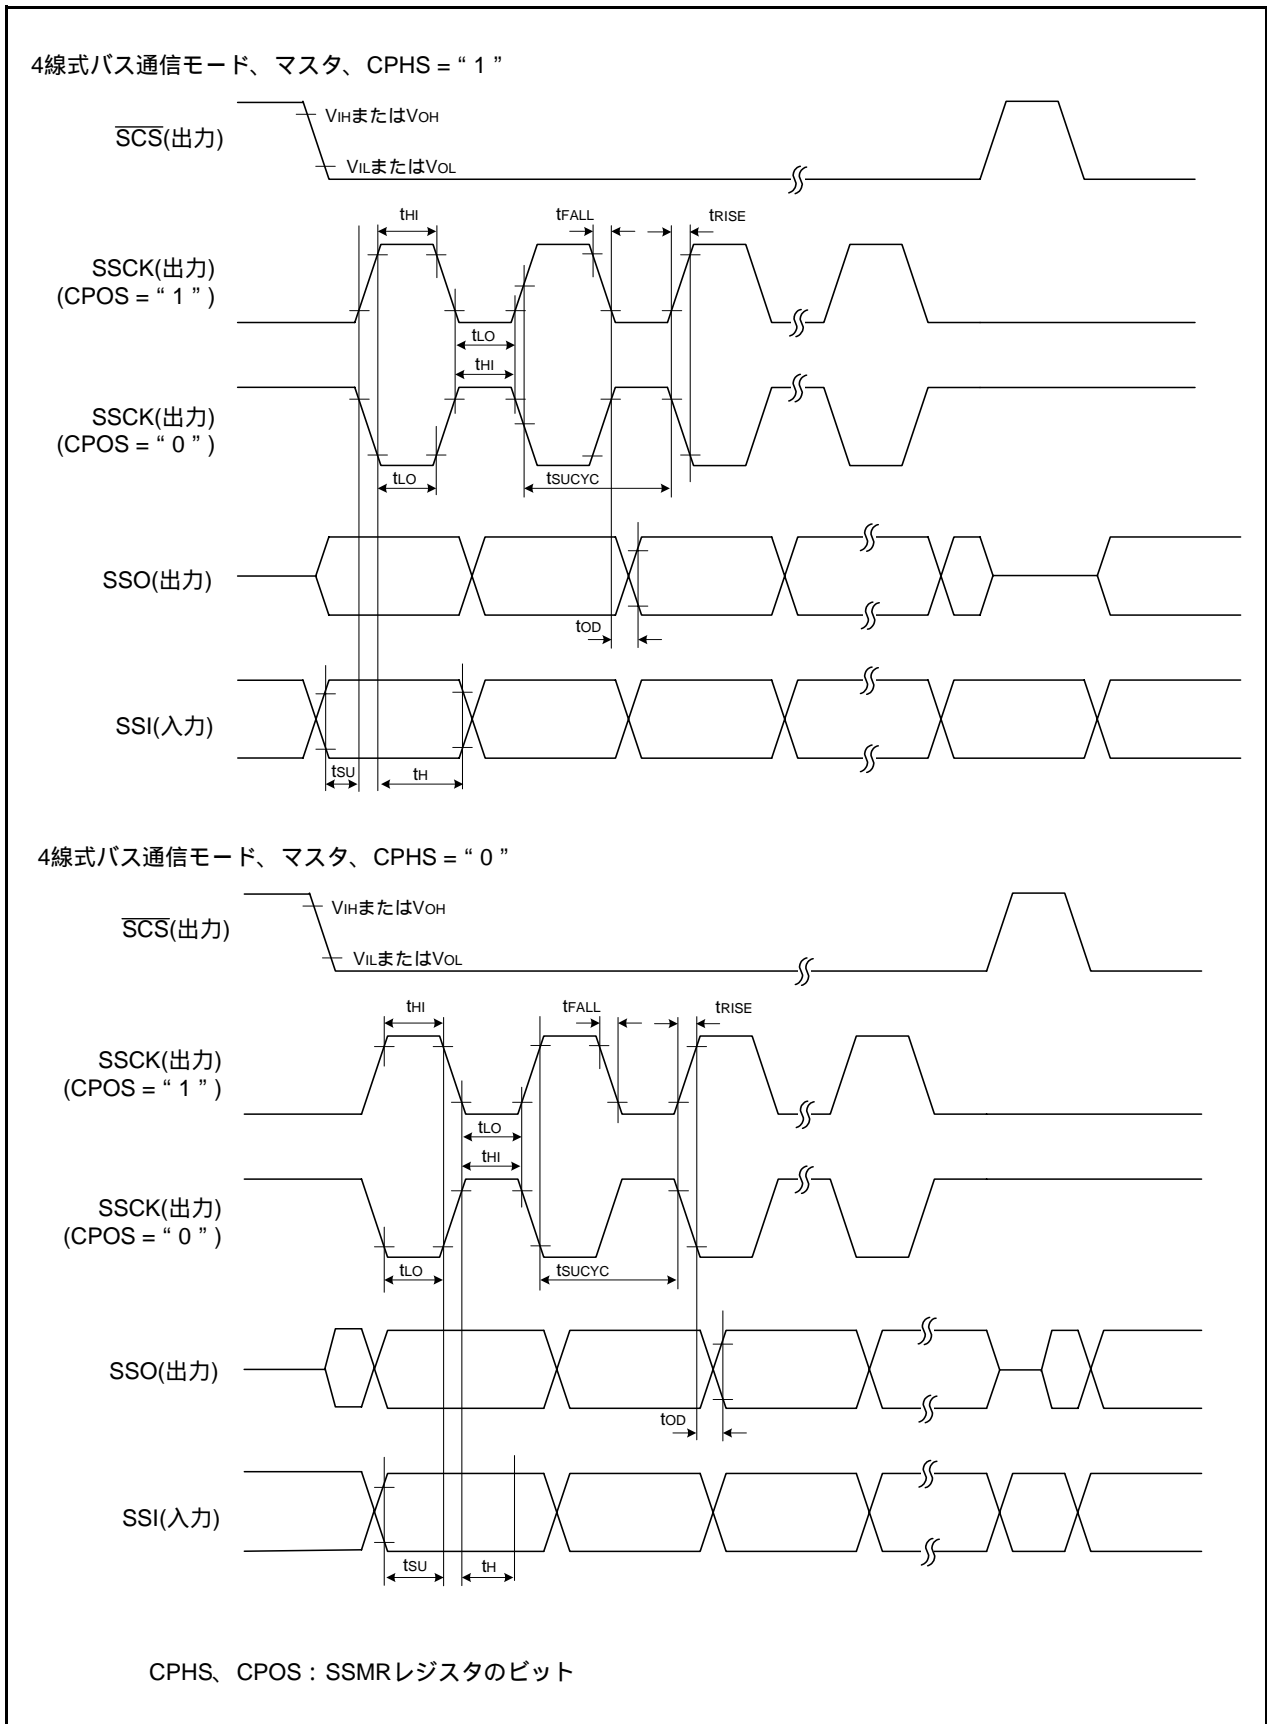 4線式バス通信モード、マスタ、CPHS = “ 1 ”
VIHまたはVOH
SCS(出力)
VILまたはVOL
tHI
tFALL
tRISE
SSCK(出力)
(CPOS = “ 1 ” )
tLO
tHI
SSCK(出力)
(CPOS = “ 0 ” )
tLO
tSUCYC
SSO(出力)
tOD
SSI(入力)
tSU
tH
4線式バス通信モード、マスタ、CPHS = “ 0 ”
VIHまたはVOH
SCS(出力)
VILまたはVOL
tHI
tFALL
tRISE
SSCK(出力)
(CPOS = “ 1 ” )
tLO
tHI
SSCK(出力)
(CPOS = “ 0 ” )
tLO
tSUCYC
SSO(出力)
tOD
SSI(入力)
tSU
tH
CPHS、CPOS : SSMRレジスタのビット